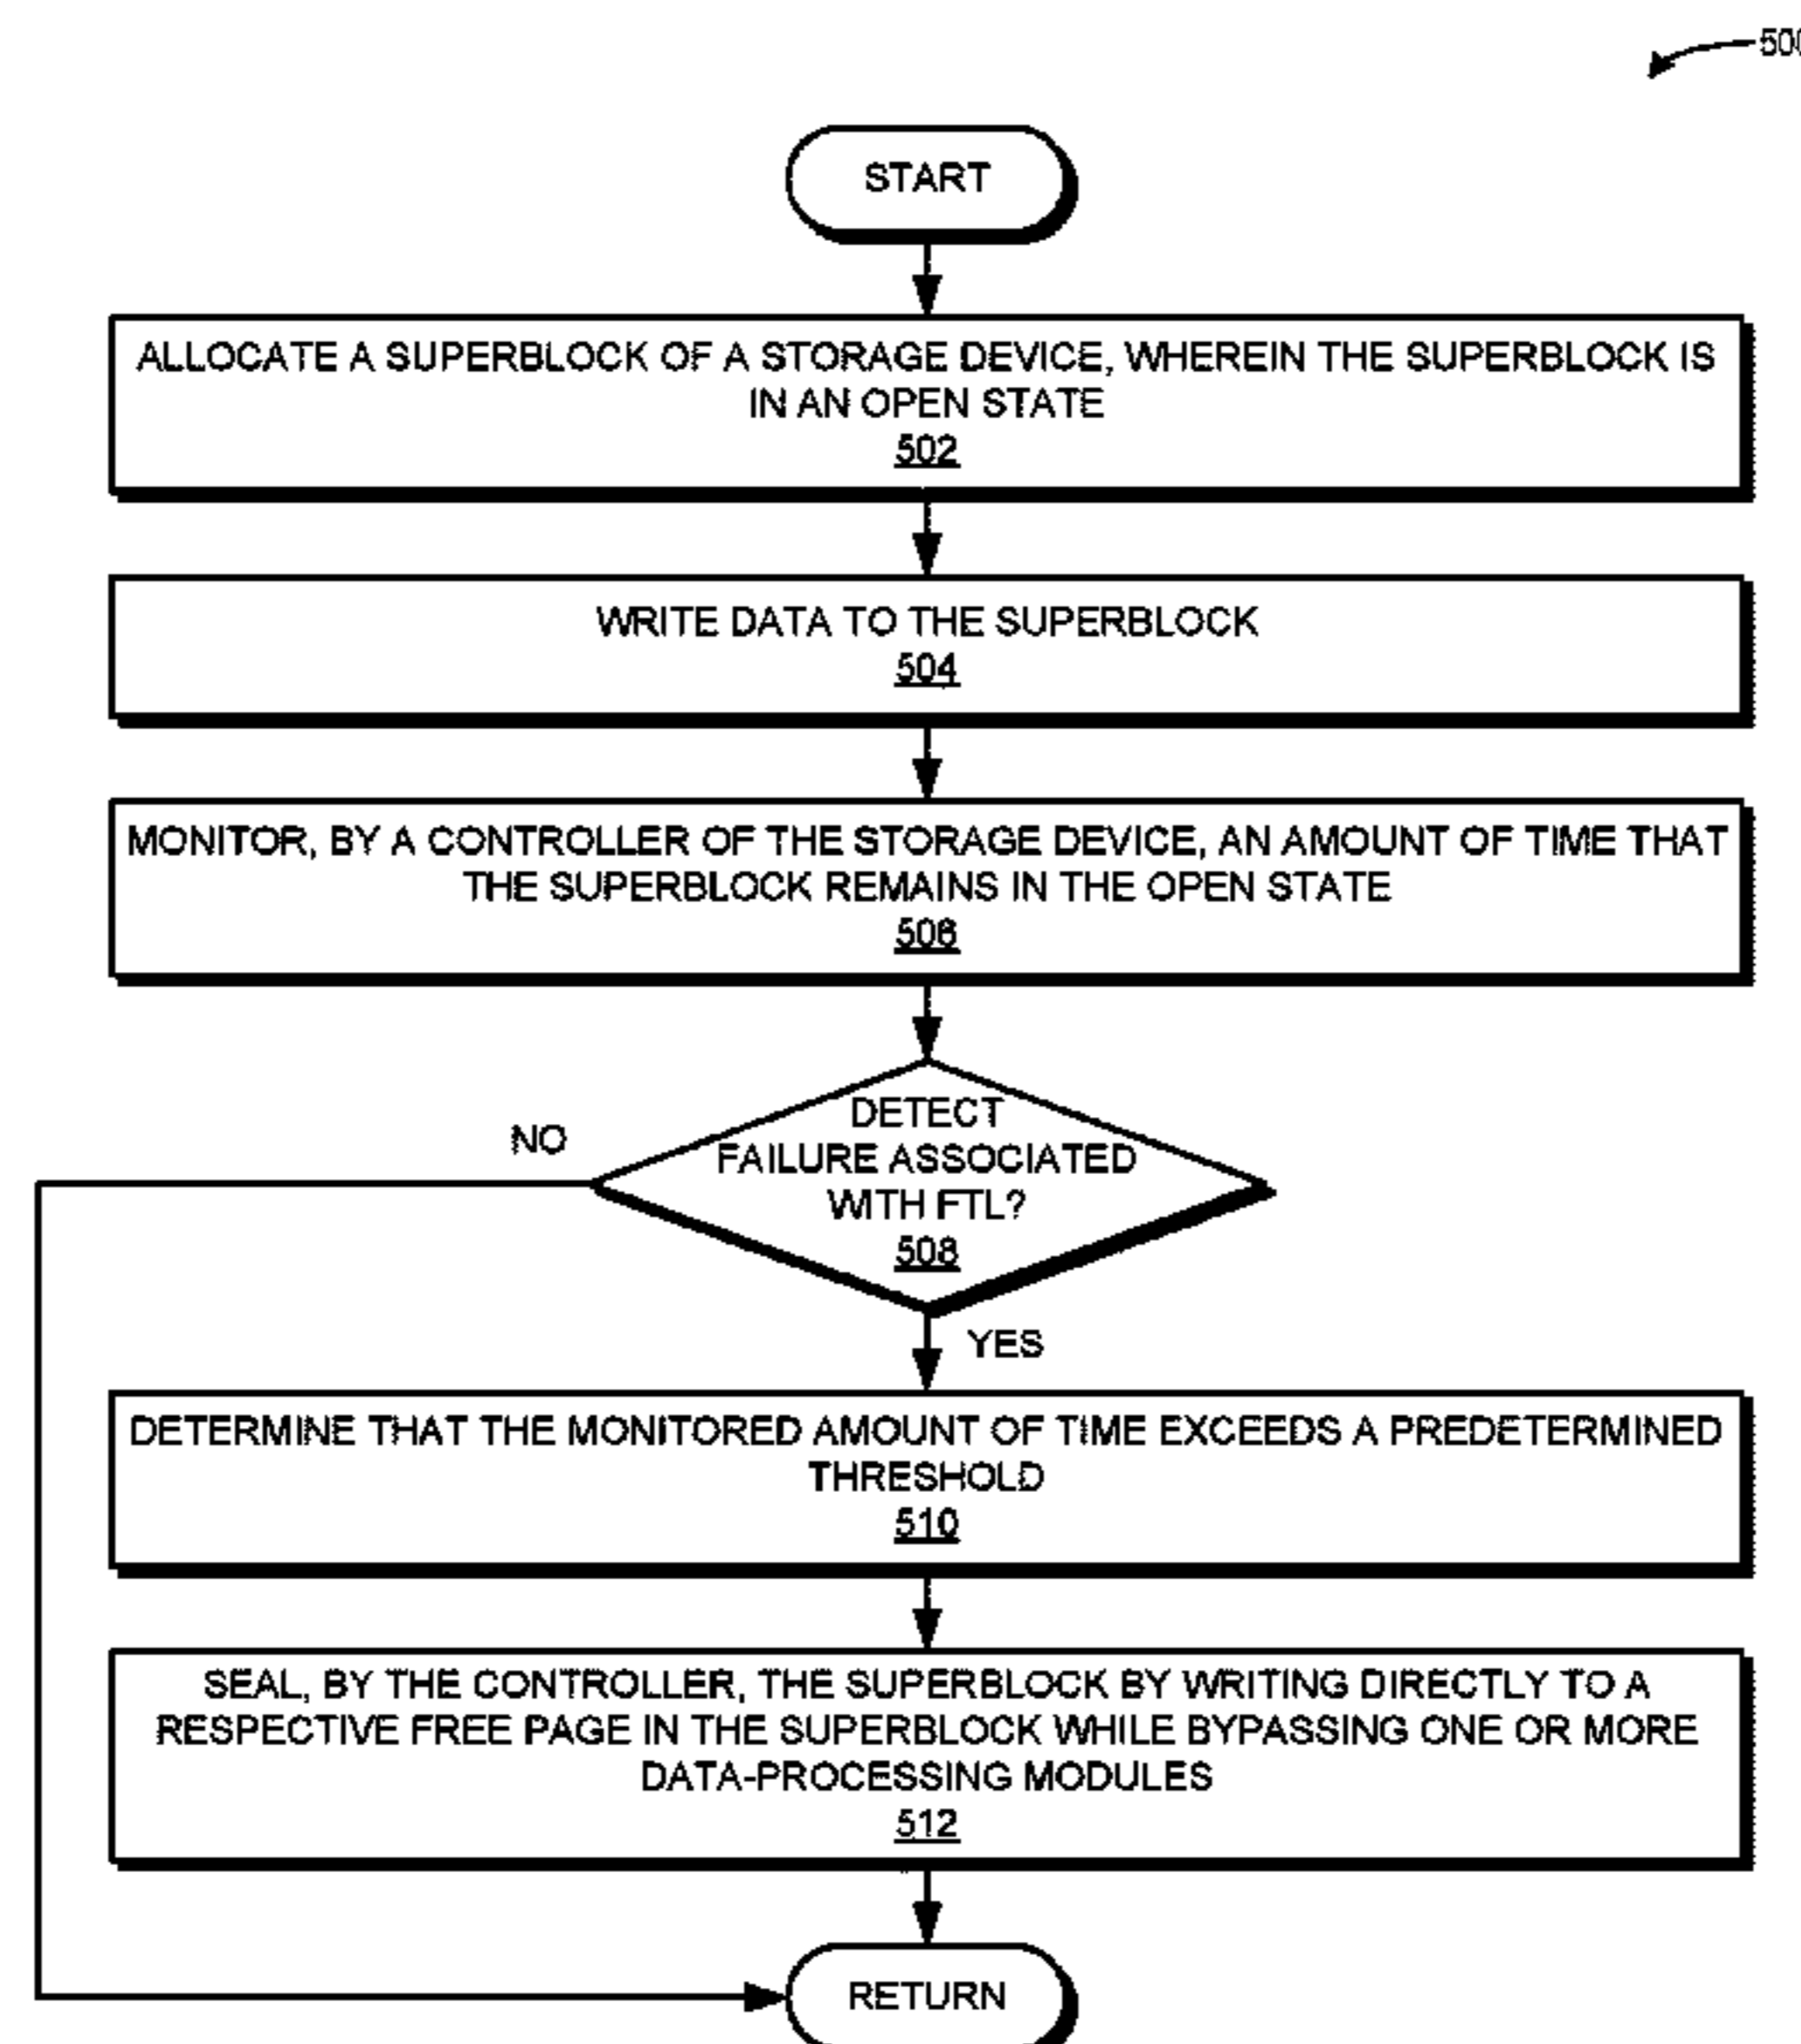 500
START
ALLOCATE A SUPERBLOCK OF A STORAGE DEVICE, WHEREIN THE SUPERBLOCK IS
IN AN OPEN STATE
502
WRITE DATA TO THE SUPERBLOCK
504
MONITOR, BY A CONTROLLER OF THE STORAGE DEVICE, AN AMOUNT OF TIME THAT
THE SUPERBLOCK REMAINS IN THE OPEN STATE
506
NO
DETECT
FAILURE ASSOCIATED
WITH FTL?
508
YES
DETERMINE THAT THE MONITORED AMOUNT OF TIME EXCEEDS A PREDETERMINED
THRESHOLD
510
SEAL, BY THE CONTROLLER, THE SUPERBLOCK BY WRITING DIRECTLY TO A
RESPECTIVE FREE PAGE IN THE SUPERBLOCK WHILE BYPASSING ONE OR MORE
DATA-PROCESSING MODULES
512
RETURN